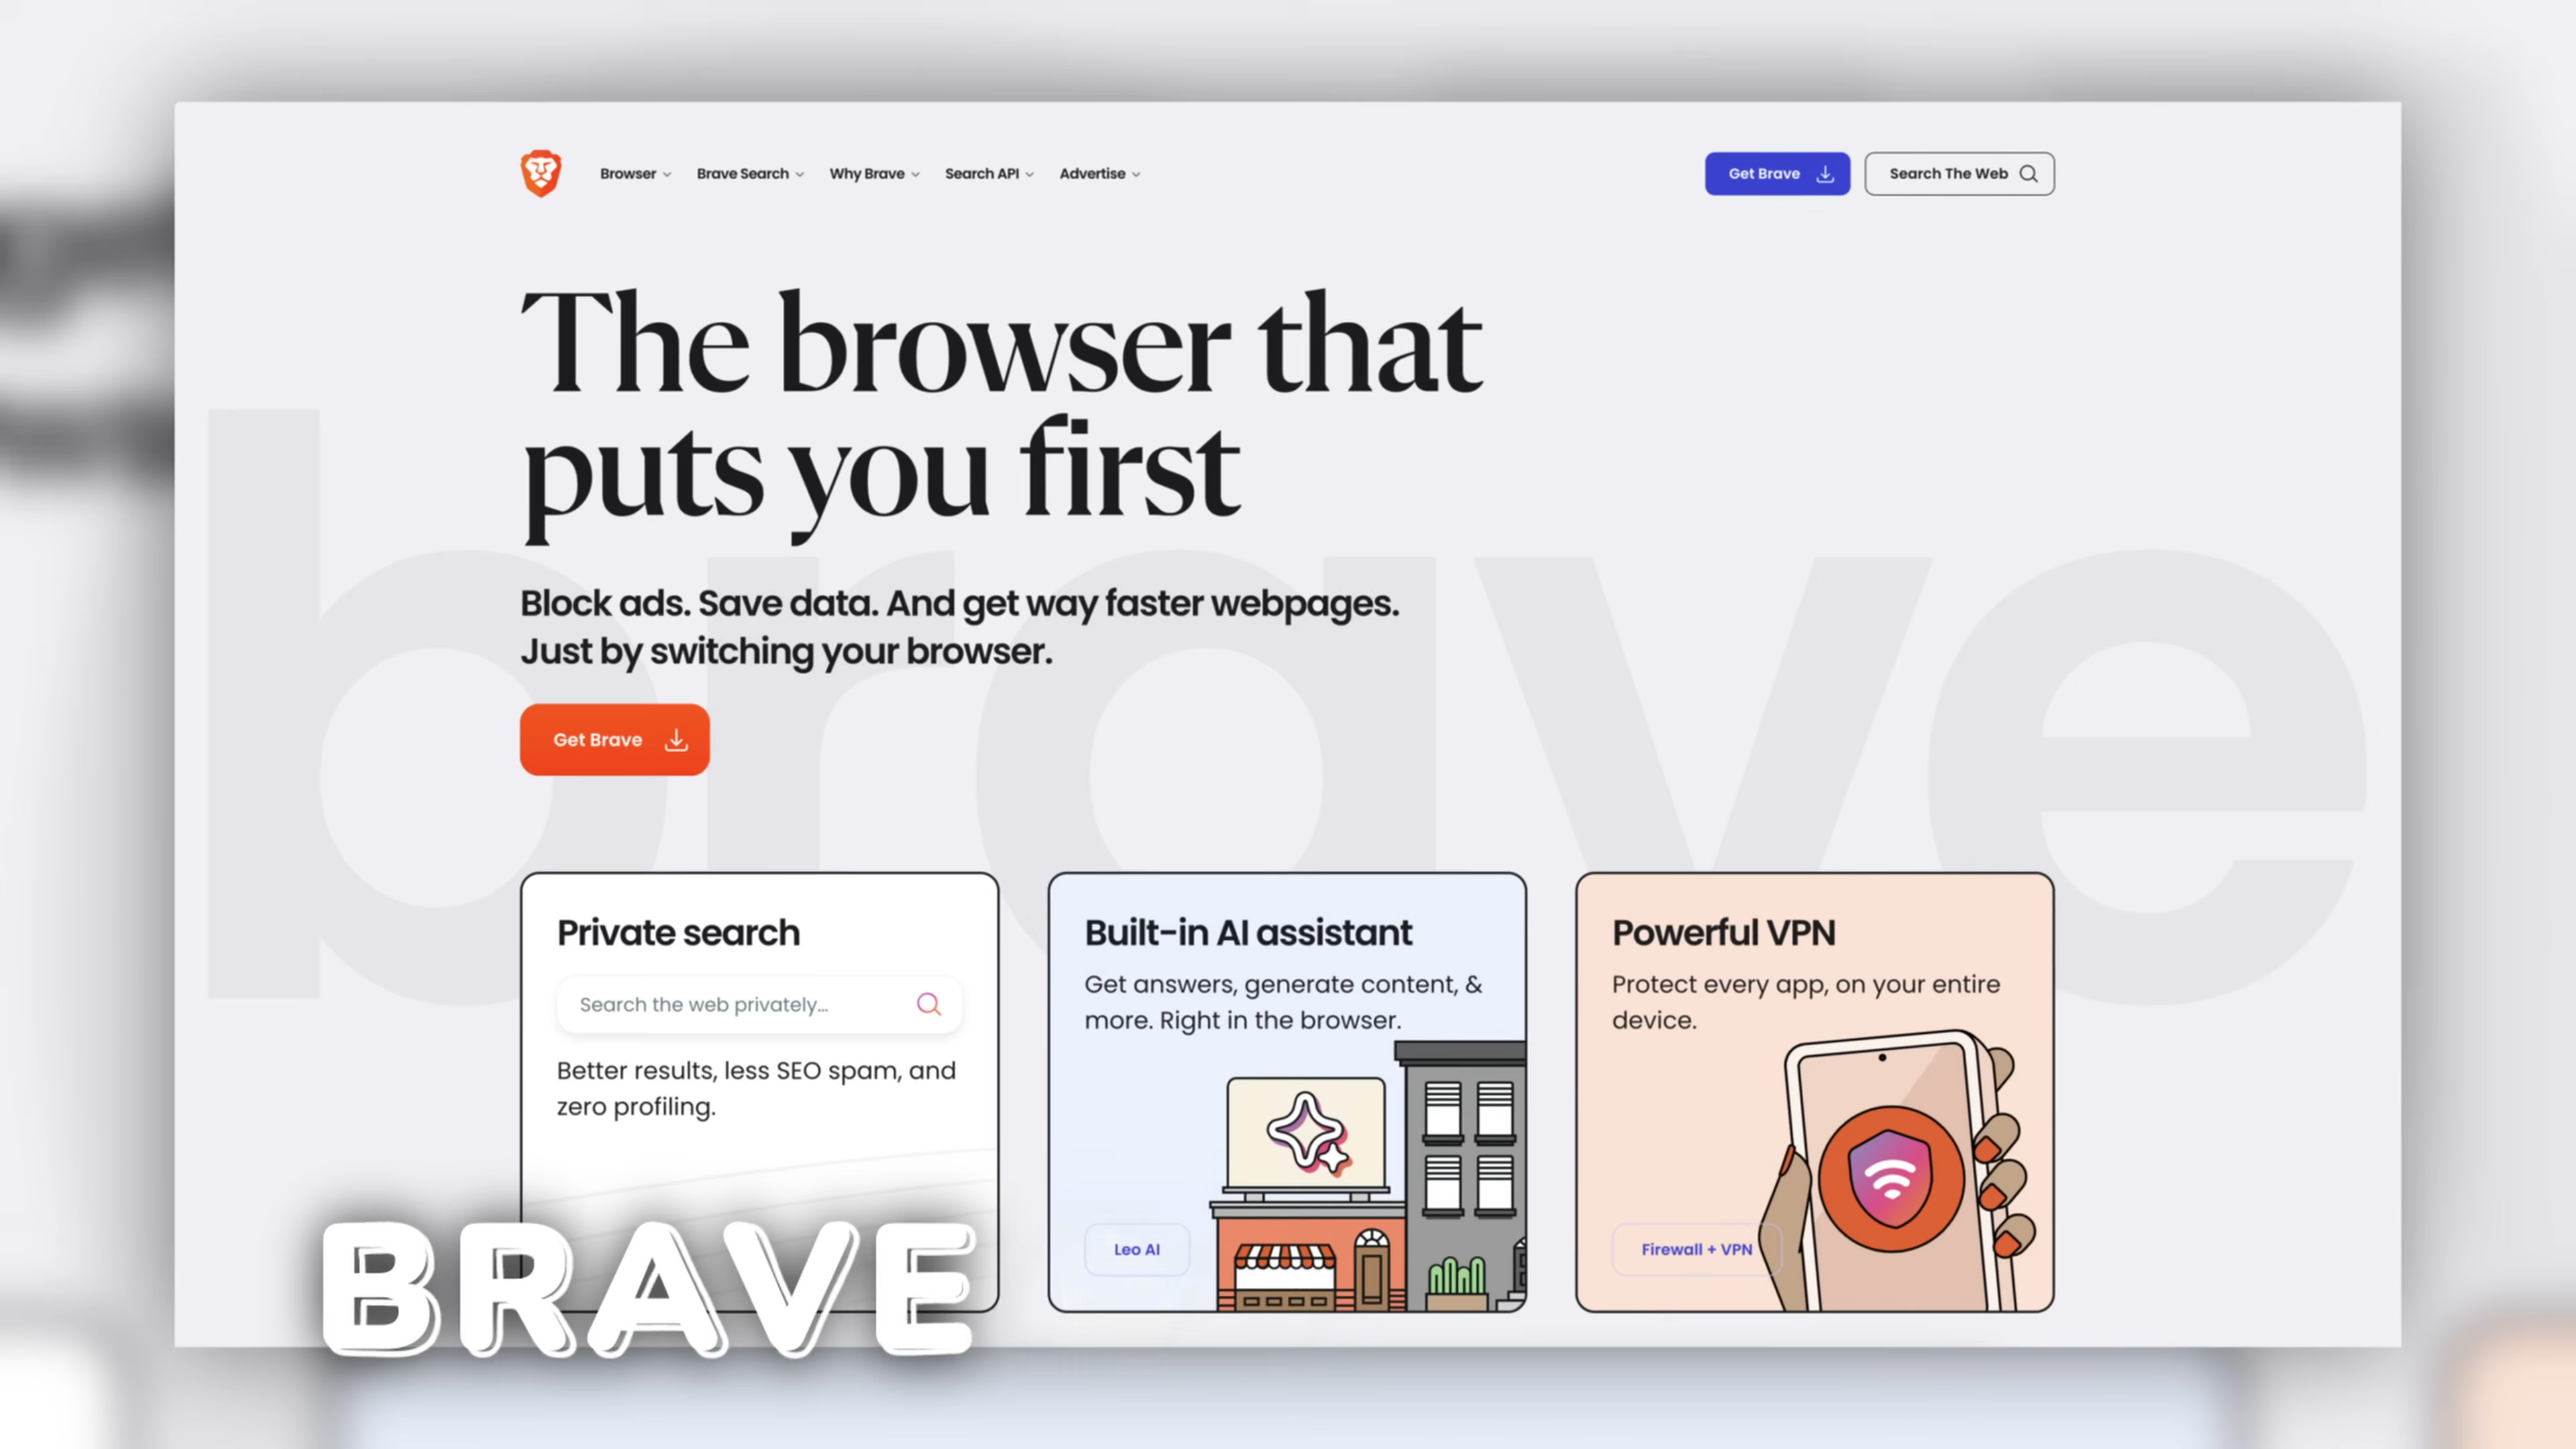 Browser
Brave Search
Why Brave
Search API
Advertise
Get Brave
Search The Web
The browser that
puts you first
Block ads. Save data. And get way faster webpages.
Just by switching your browser.
Get Brave
brave
Private search
Search the web privately...
Better results, less SEO spam, and
zero profiling.
Built-in AI assistant
Get answers, generate content, &
more. Right in the browser.
Leo AI
Powerful VPN
Protect every app, on your entire
device.
Firewall + VPN
BRAVE